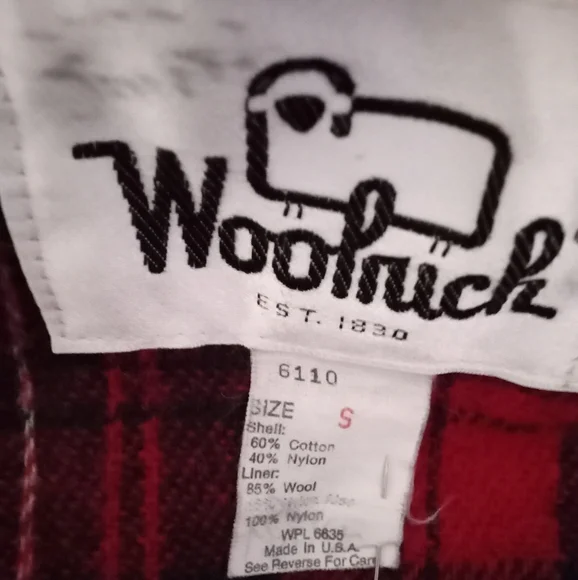 Woolrich
EST. 1830
6110
SIZE S
Shell:
60% Cotton
40% Nylon
Liner:
85% Wool
100% Nylon
WPL 6635
Made in U.S.A.
See Reverse For Care